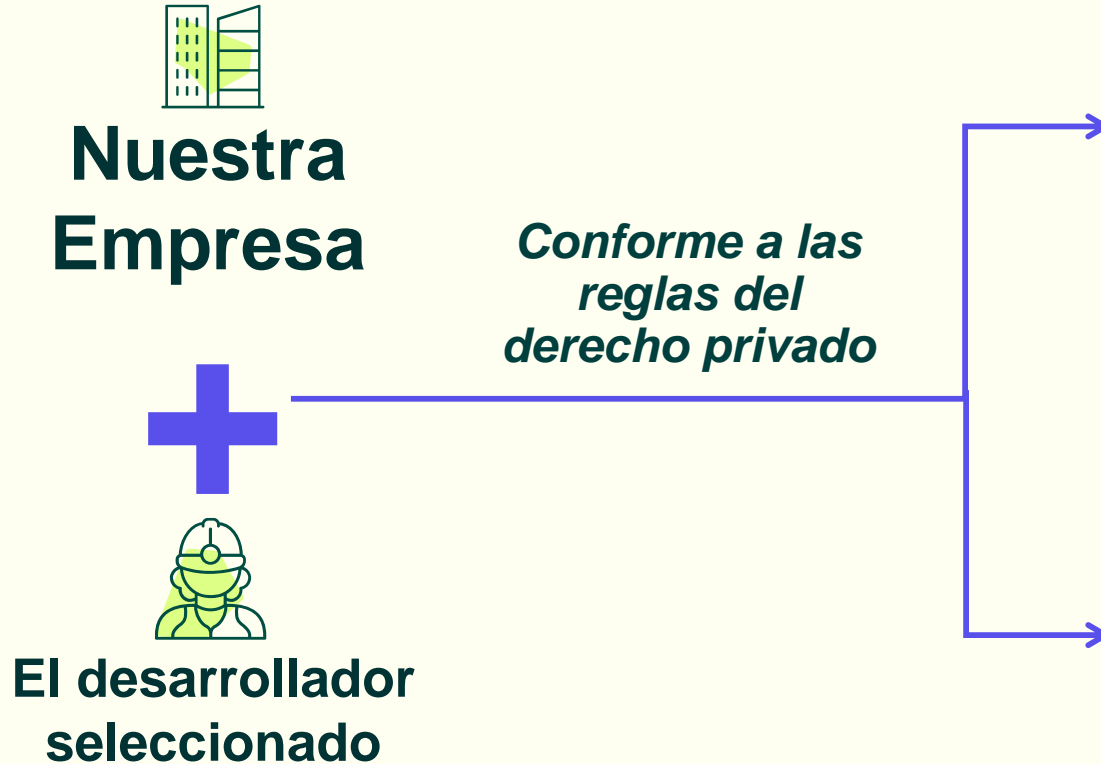 Nuestra
Empresa
Conforme a las
reglas del
derecho privado
El desarrollador
seleccionado